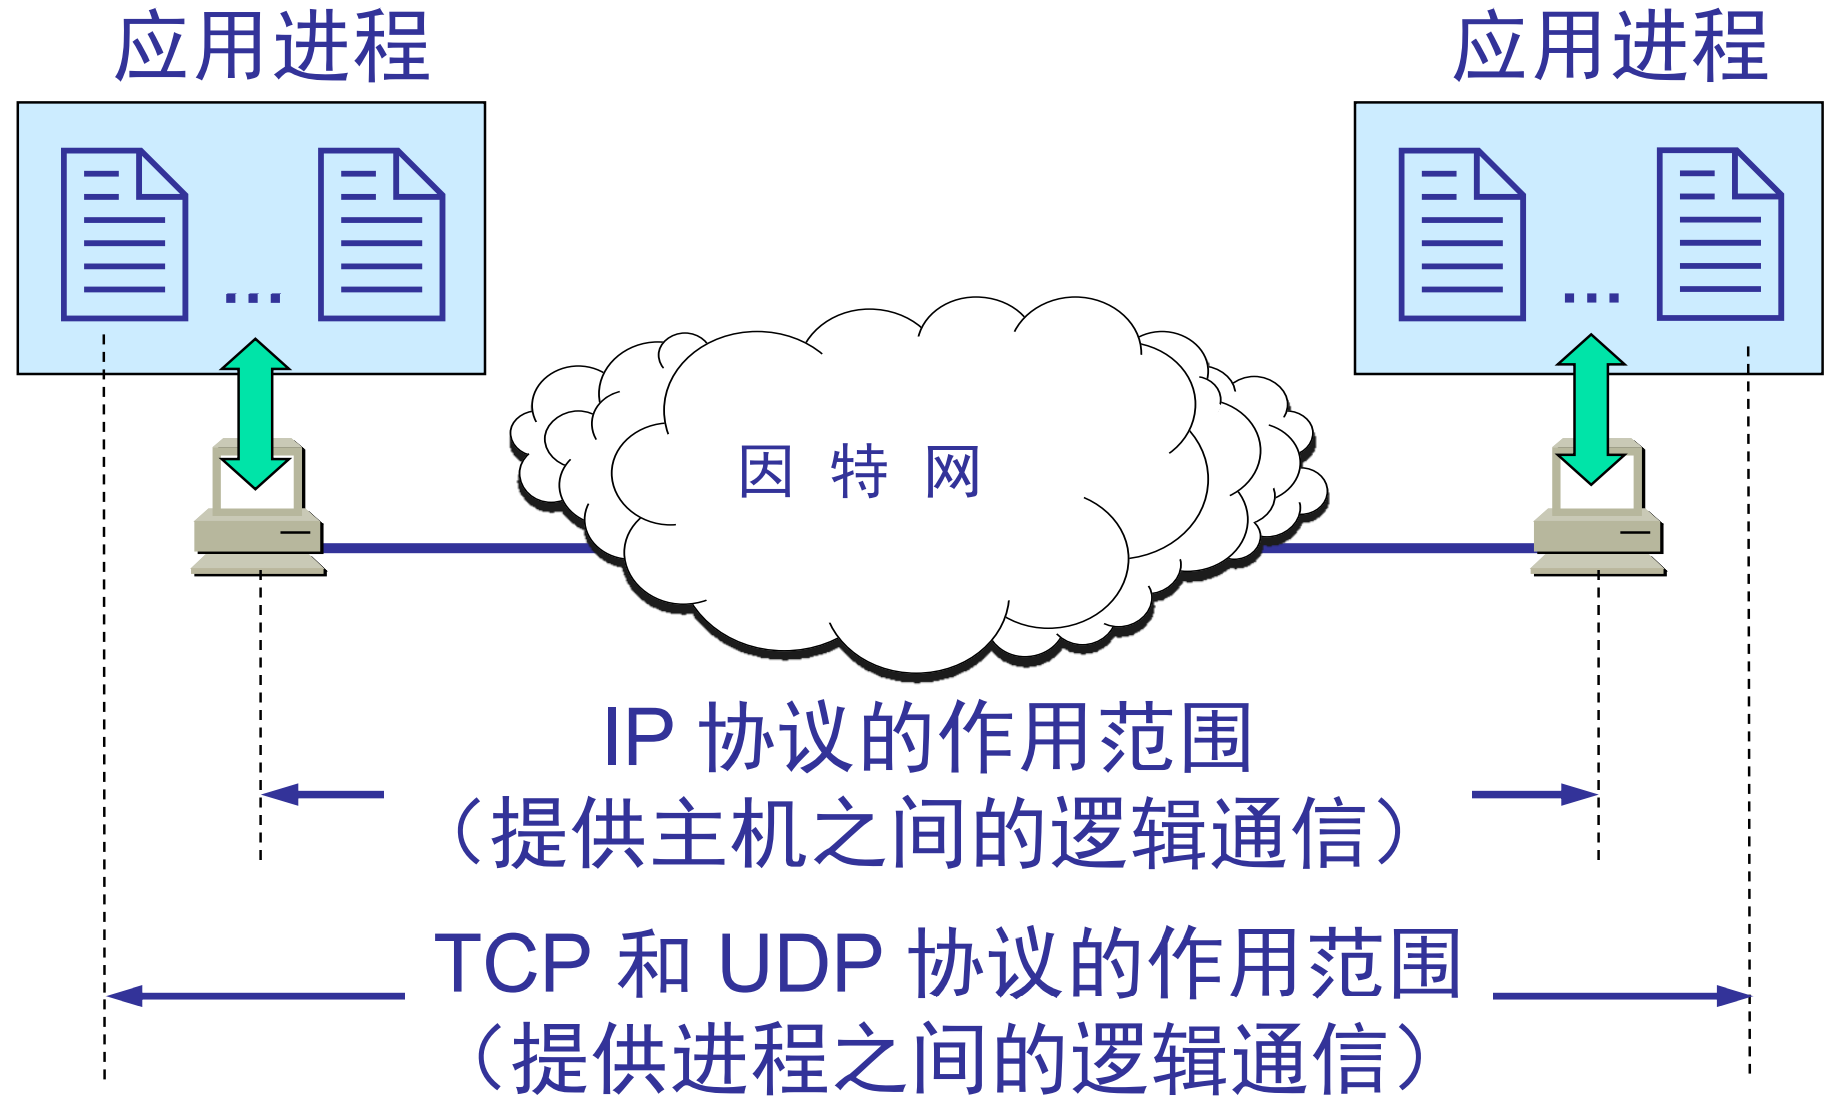 应用进程
应用进程
…
…
因 特 网
IP 协议的作用范围
（提供主机之间的逻辑通信）
TCP 和 UDP 协议的作用范围
（提供进程之间的逻辑通信）